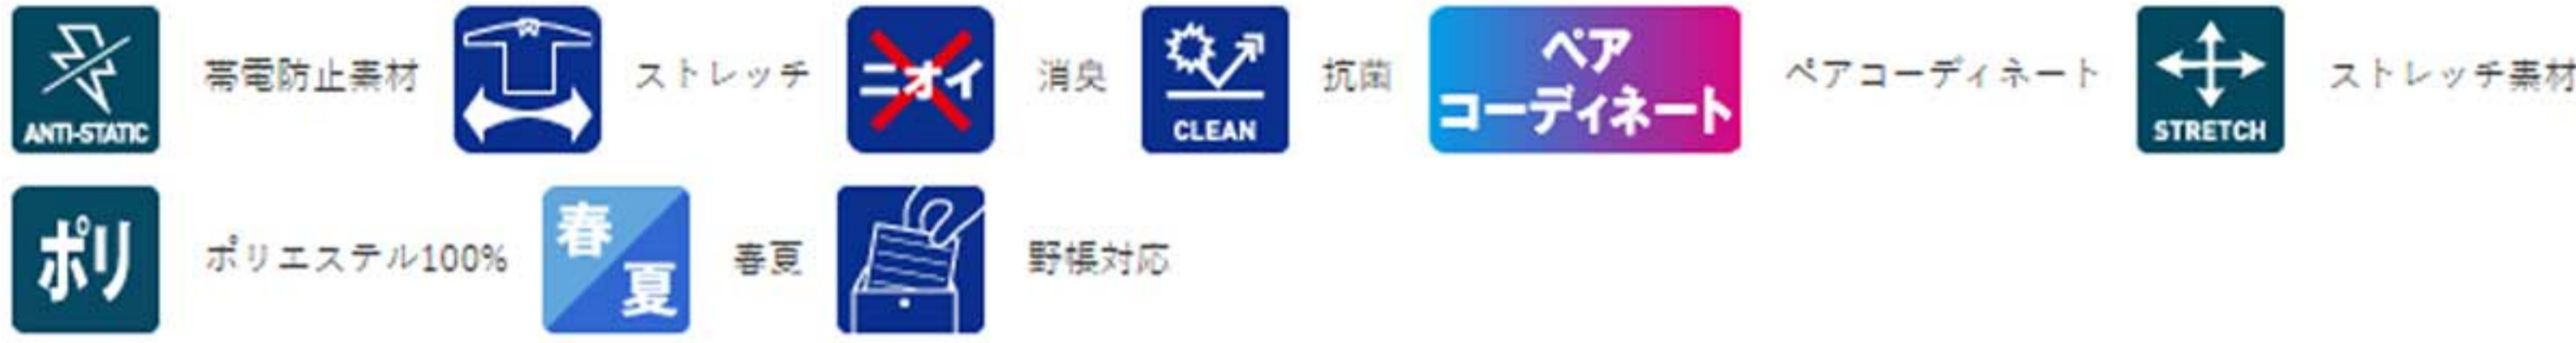 ANTI-STATIC 帯電防止素材 ストレッチ ニオイ 消臭 CLEAN 抗菌 ペア コーディネート ペアコーディネート STRETCH ストレッチ素材
ポリ ポリエステル100% 春 夏 春夏 野帳対応